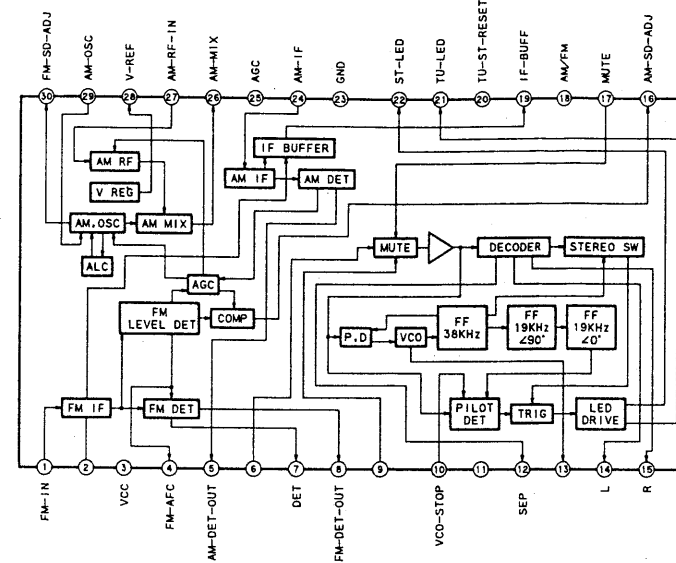 FM-SD-ADJ
AM-OSC
V-REF
AM-RF-IN
AM-MIX
AGC
AM-IF
GND
ST-LED
TU-LED
TU-ST-RESET
IF-BUFF
AM/FM
MUTE
AM-SD-ADJ
30
29
28
27
26
25
24
23
22
21
20
19
18
17
16
IF BUFFER
AM RF
AM IF
AM DET
V REG
AM.OSC
AM MIX
MUTE
DECODER
STEREO SW
ALC
AGC
FM
LEVEL DET
COMP
P.D
VCO
FF
38KHz
FF
19KHz
∠90°
FF
19KHz
∠0°
FM IF
FM DET
PILOT
DET
TRIG
LED
DRIVE
1
2
3
4
5
6
7
8
9
10
11
12
13
14
15
FM-IN
VCC
FM-AFC
AM-DET-OUT
DET
FM-DET-OUT
VCO-STOP
SEP
L
R